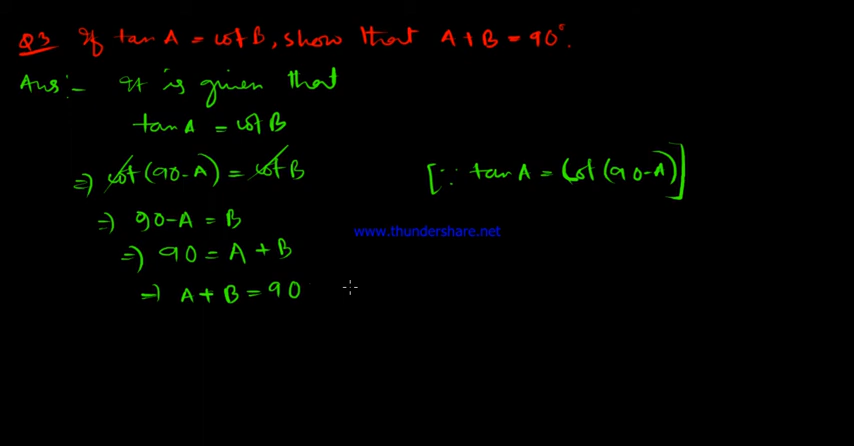 Q3 If tan A = cot B, show that A + B = 90°.
Ans:- It is given that
tan A = cot B
⇒ cot (90-A) = cot B [∵ tan A = Cot (90-A)]
⇒ 90-A = B
www.thundershare.net
⇒ 90 = A + B
⇒ A + B = 90